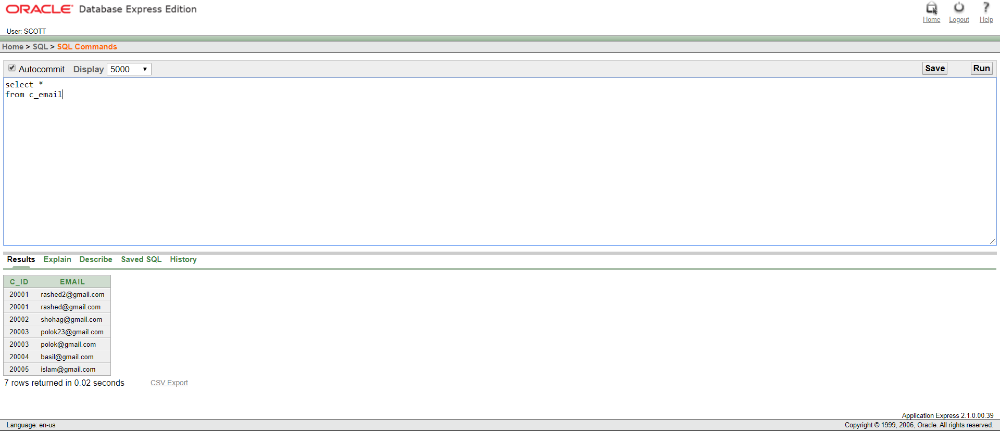 ORACLE Database Express Edition
Home Logout Help
User: SCOTT
Home > SQL > SQL Commands
Autocommit Display 5000 Save Run
select *
from c_email
Results Explain Describe Saved SQL History
C_ID EMAIL
20001 rashed2@gmail.com
20001 rashed@gmail.com
20002 shohag@gmail.com
20003 polok23@gmail.com
20003 polok@gmail.com
20004 basil@gmail.com
20005 islam@gmail.com
7 rows returned in 0.02 seconds CSV Export
Application Express 2.1.0.00.39
Language: en-us Copyright © 1999, 2006, Oracle. All rights reserved.